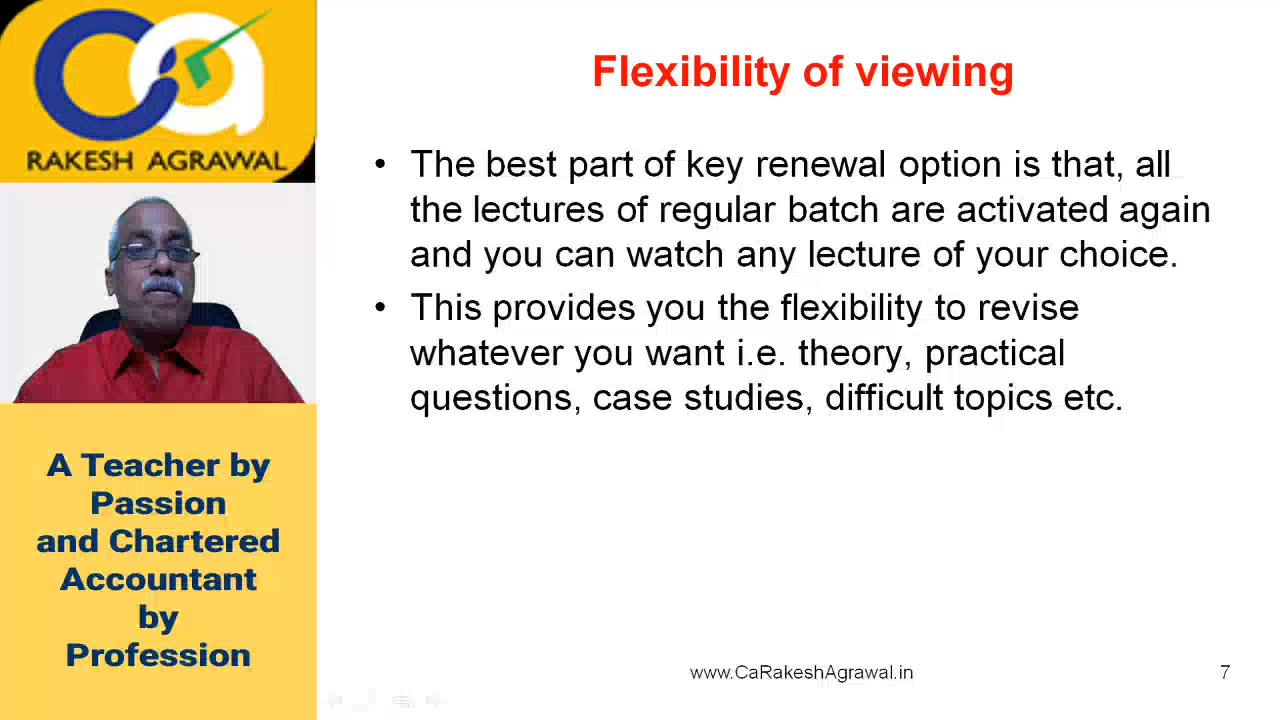 ca
RAKESH AGRAWAL
A Teacher by
Passion
and Chartered
Accountant
by
Profession
Flexibility of viewing
• The best part of key renewal option is that, all
the lectures of regular batch are activated again
and you can watch any lecture of your choice.
• This provides you the flexibility to revise
whatever you want i.e. theory, practical
questions, case studies, difficult topics etc.
www.CaRakeshAgrawal.in
7